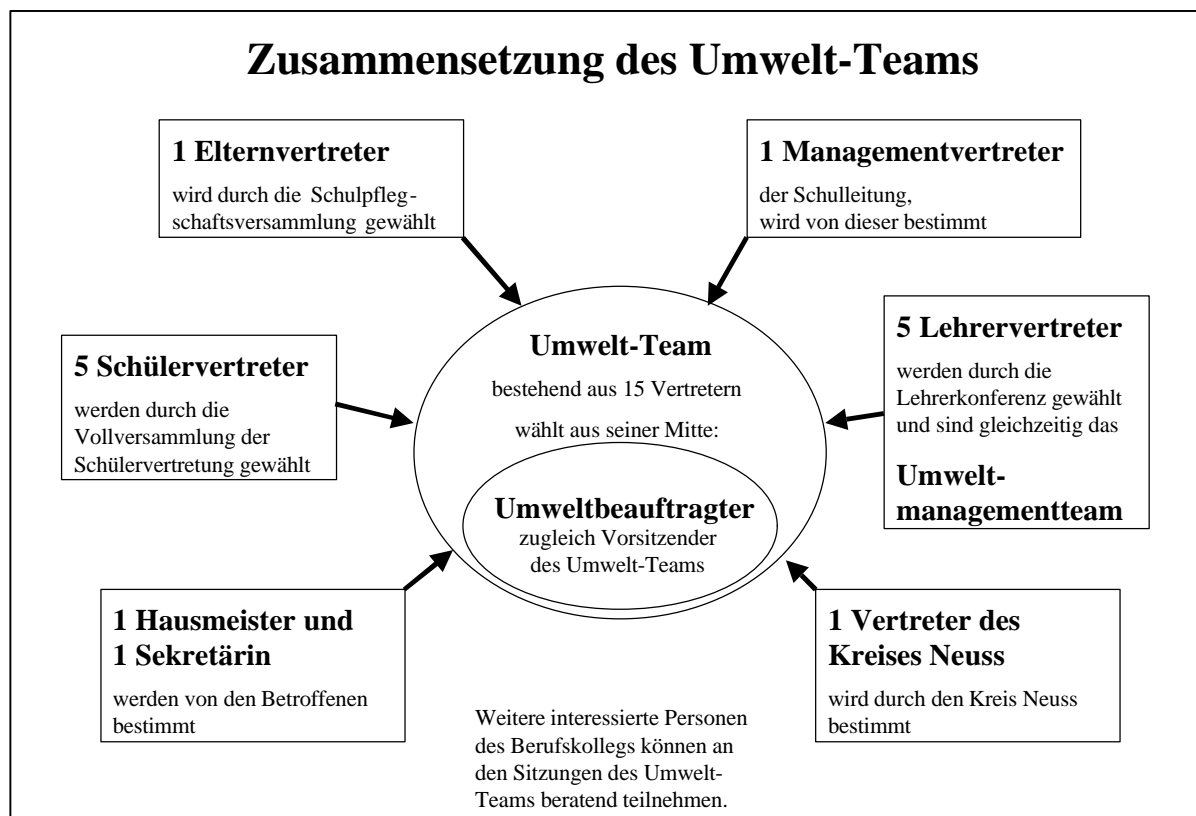 Zusammensetzung des Umwelt-Teams
1 Elternvertreter
wird durch die Schulpfleg-
schaftsversammlung gewählt
1 Managementvertreter
der Schulleitung,
wird von dieser bestimmt
5 Schülervertreter
werden durch die
Vollversammlung der
Schülervertretung gewählt
Umwelt-Team
bestehend aus 15 Vertretern
wählt aus seiner Mitte:
Umweltbeauftragter
zugleich Vorsitzender
des Umwelt-Teams
5 Lehrervertreter
werden durch die
Lehrerkonferenz gewählt
und sind gleichzeitig das
Umwelt-
managementteam
1 Hausmeister und
1 Sekretärin
werden von den Betroffenen
bestimmt
1 Vertreter des
Kreises Neuss
wird durch den Kreis Neuss
bestimmt
Weitere interessierte Personen
des Berufskollegs können an
den Sitzungen des Umwelt-
Teams beratend teilnehmen.